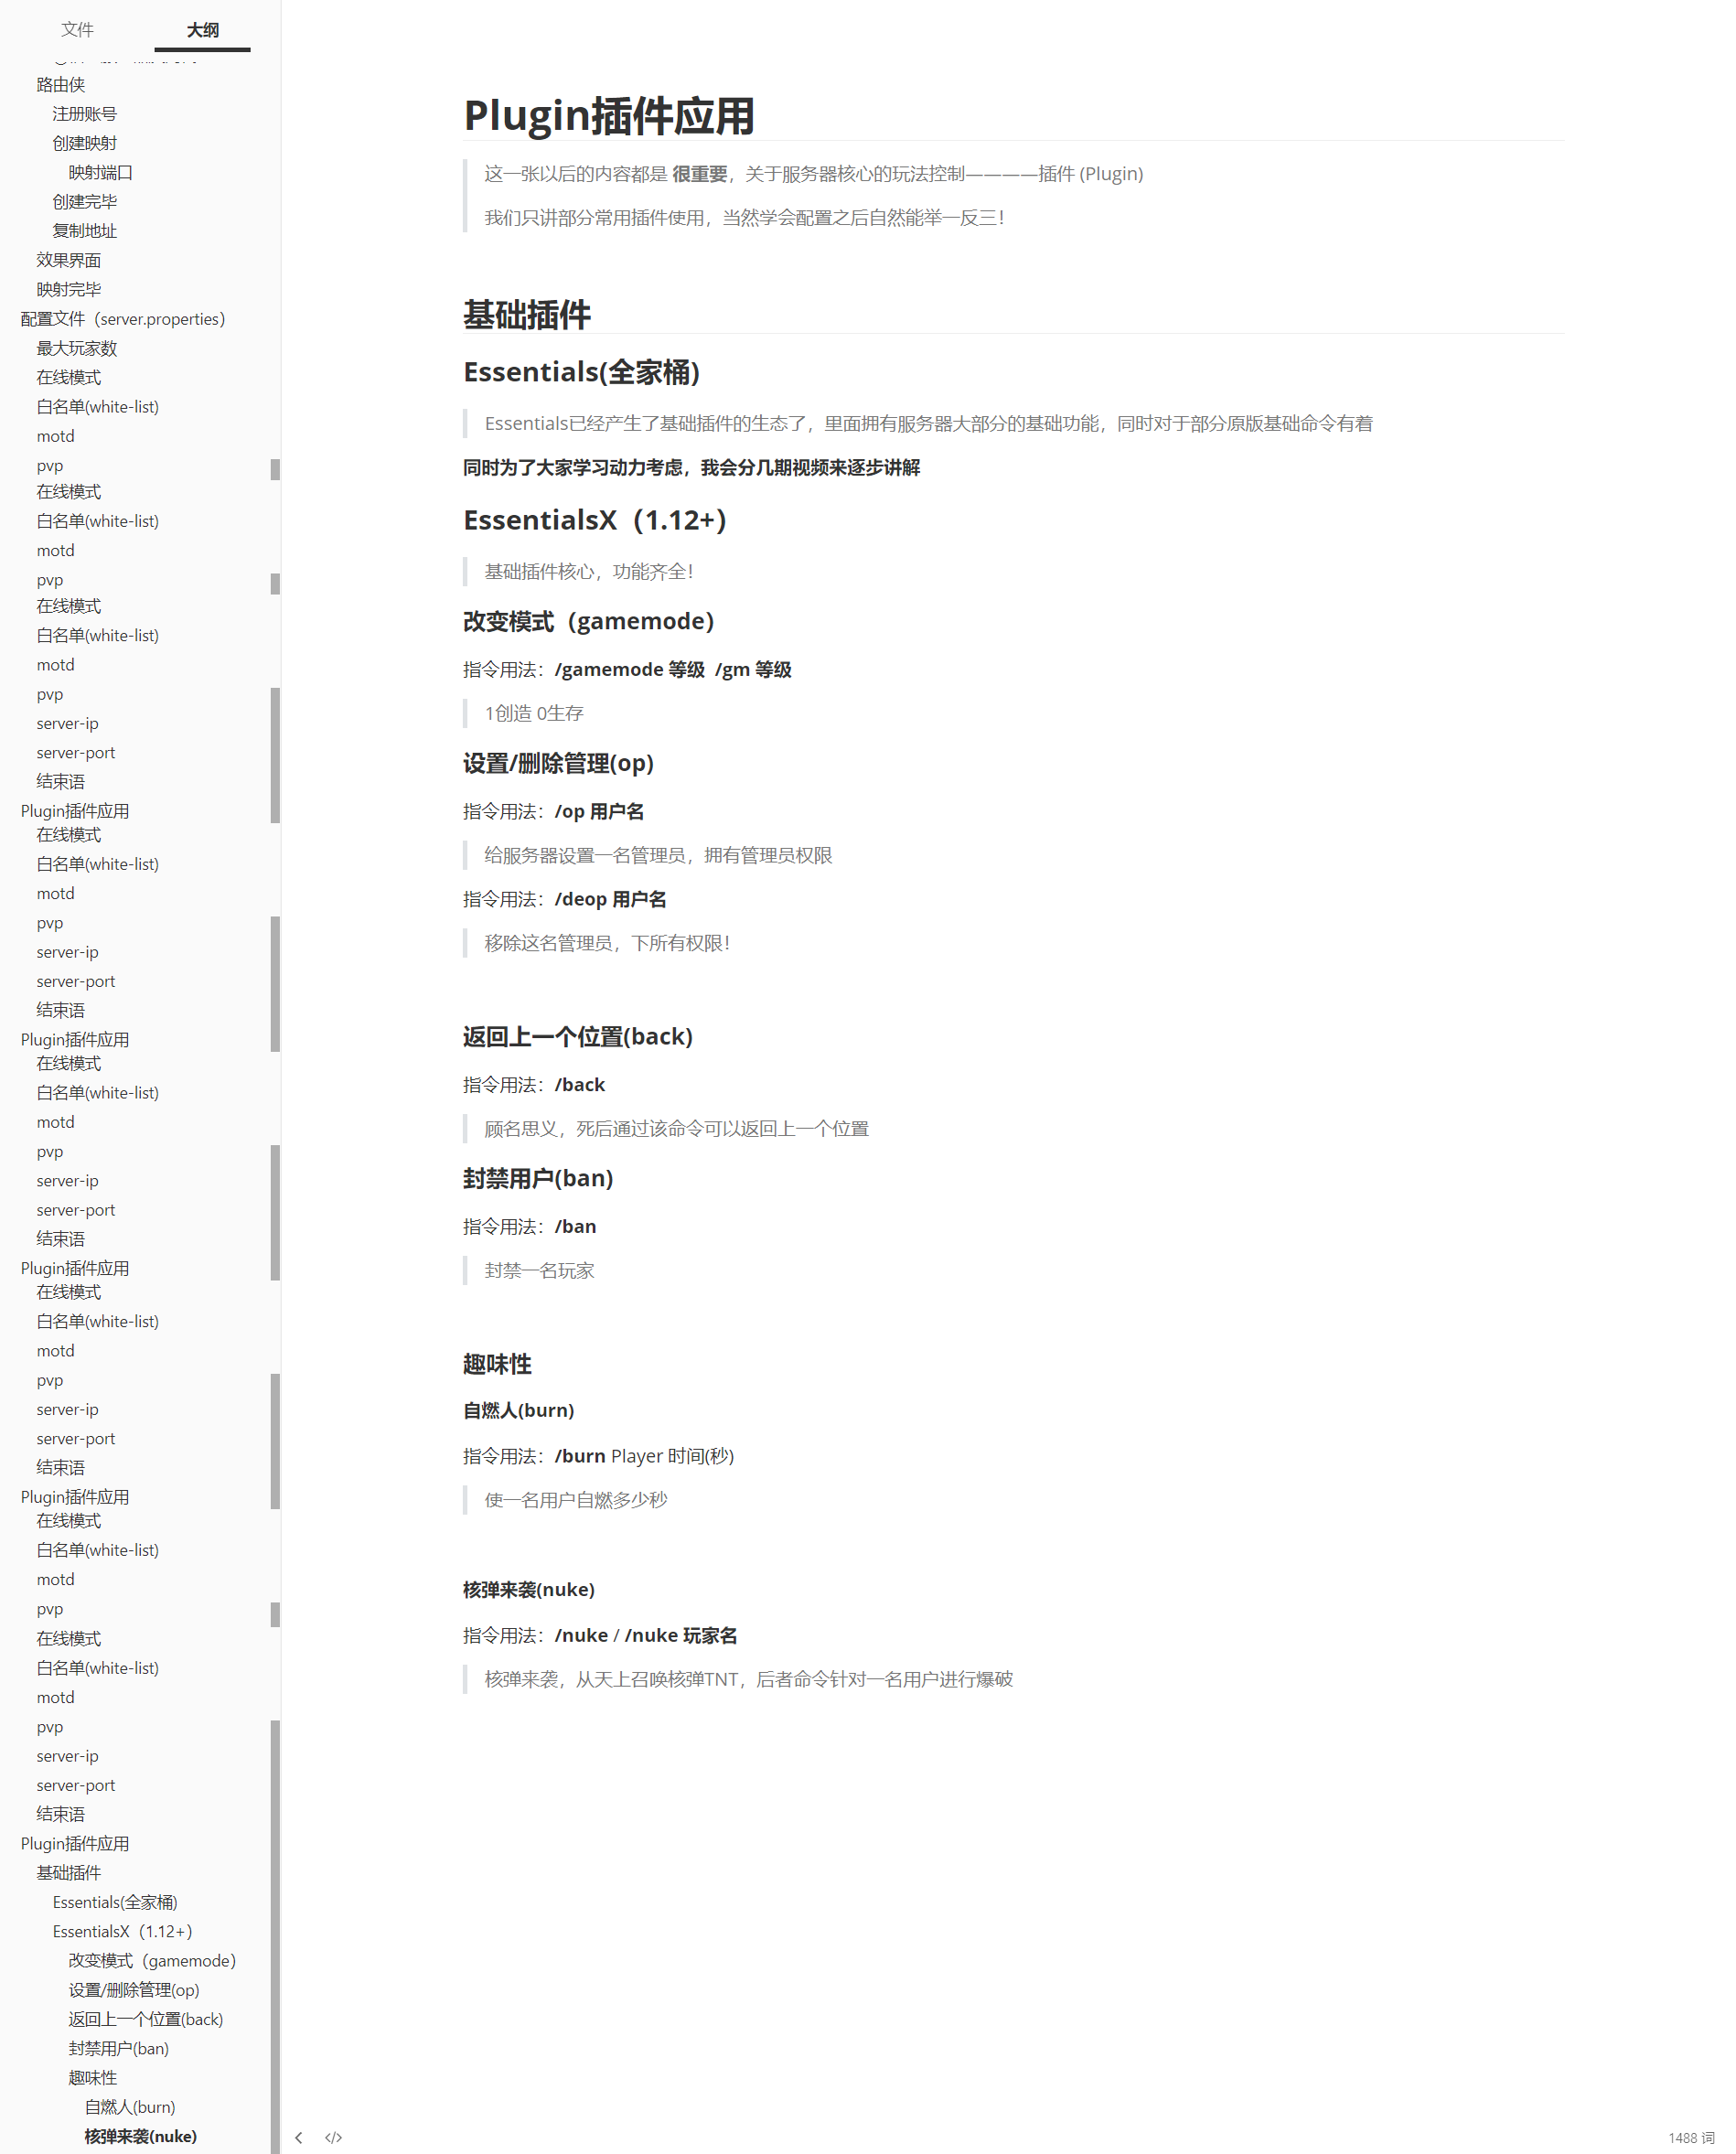 文件
大纲
路由侠
注册账号
创建映射
映射端口
创建完毕
复制地址
效果界面
映射完毕
配置文件（server.properties）
最大玩家数
在线模式
白名单(white-list)
motd
pvp
在线模式
白名单(white-list)
motd
pvp
在线模式
白名单(white-list)
motd
pvp
server-ip
server-port
结束语
Plugin插件应用
在线模式
白名单(white-list)
motd
pvp
server-ip
server-port
结束语
Plugin插件应用
在线模式
白名单(white-list)
motd
pvp
server-ip
server-port
结束语
Plugin插件应用
在线模式
白名单(white-list)
motd
pvp
server-ip
server-port
结束语
Plugin插件应用
在线模式
白名单(white-list)
motd
pvp
在线模式
白名单(white-list)
motd
pvp
server-ip
server-port
结束语
Plugin插件应用
基础插件
Essentials(全家桶)
EssentialsX（1.12+）
改变模式（gamemode）
设置/删除管理(op)
返回上一个位置(back)
封禁用户(ban)
趣味性
自燃人(burn)
核弹来袭(nuke)
Plugin插件应用
这一张以后的内容都是 很重要，关于服务器核心的玩法控制————插件 (Plugin)
我们只讲部分常用插件使用，当然学会配置之后自然能举一反三！
基础插件
Essentials(全家桶)
Essentials已经产生了基础插件的生态了，里面拥有服务器大部分的基础功能，同时对于部分原版基础命令有着
同时为了大家学习动力考虑，我会分几期视频来逐步讲解
EssentialsX（1.12+）
基础插件核心，功能齐全！
改变模式（gamemode）
指令用法：/gamemode 等级 /gm 等级
1创造 0生存
设置/删除管理(op)
指令用法：/op 用户名
给服务器设置一名管理员，拥有管理员权限
指令用法：/deop 用户名
移除这名管理员，下所有权限！
返回上一个位置(back)
指令用法：/back
顾名思义，死后通过该命令可以返回上一个位置
封禁用户(ban)
指令用法：/ban
封禁一名玩家
趣味性
自燃人(burn)
指令用法：/burn Player 时间(秒)
使一名用户自燃多少秒
核弹来袭(nuke)
指令用法：/nuke / /nuke 玩家名
核弹来袭，从天上召唤核弹TNT，后者命令针对一名用户进行爆破
</>
1488 词